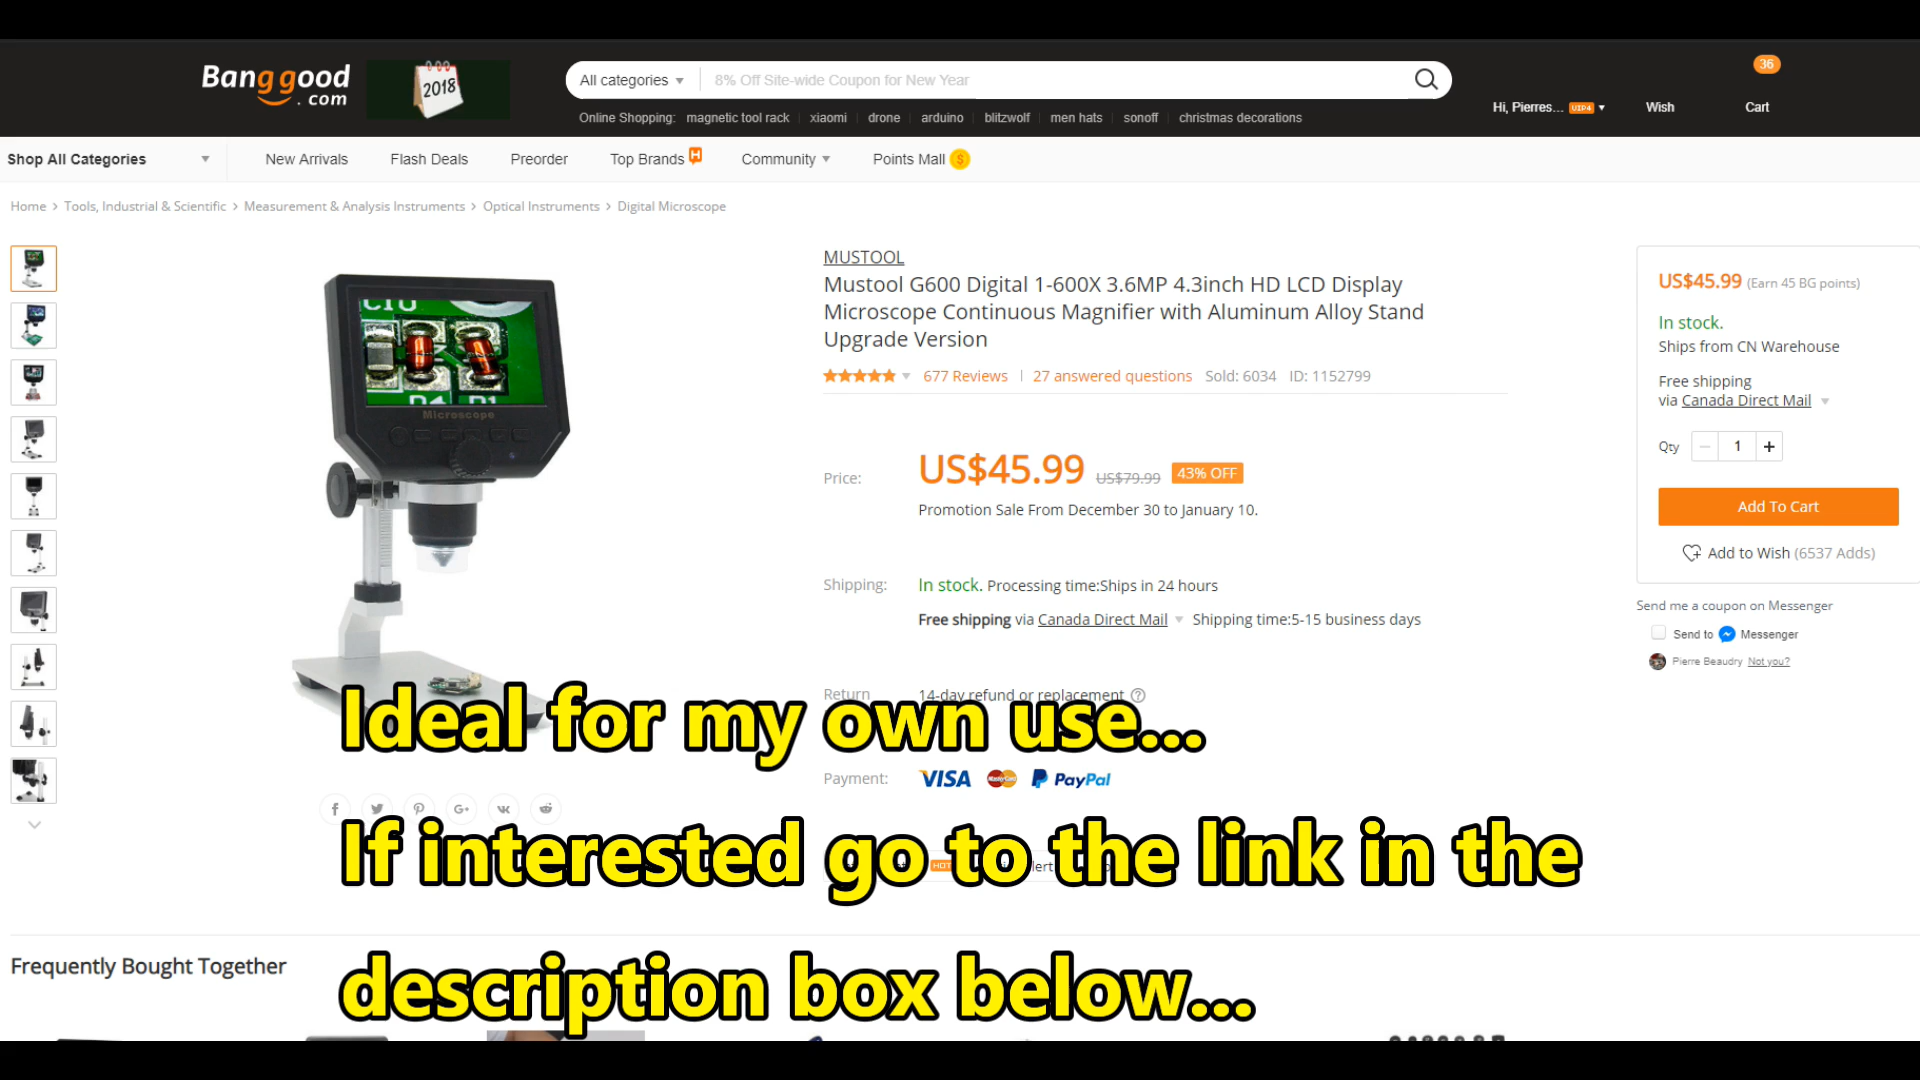 Banggood
.com
2018
All categories
8% Off Site-wide Coupon for New Year
36
Hi, Pierres... VIP4
Wish
Cart
Online Shopping: magnetic tool rack xiaomi drone arduino blitzwolf men hats sonoff christmas decorations
Shop All Categories
New Arrivals
Flash Deals
Preorder
Top Brands H
Community
Points Mall $
Home > Tools, Industrial & Scientific > Measurement & Analysis Instruments > Optical Instruments > Digital Microscope
MUSTOOL
Mustool G600 Digital 1-600X 3.6MP 4.3inch HD LCD Display
Microscope Continuous Magnifier with Aluminum Alloy Stand
Upgrade Version
677 Reviews | 27 answered questions Sold: 6034 ID: 1152799
Microscope
Price: US$45.99 US$79.99 43% OFF
Promotion Sale From December 30 to January 10.
Shipping: In stock. Processing time:Ships in 24 hours
Free shipping via Canada Direct Mail Shipping time:5-15 business days
Return 14-day refund or replacement
Payment: VISA MasterCard PayPal
US$45.99 (Earn 45 BG points)
In stock.
Ships from CN Warehouse
Free shipping
via Canada Direct Mail
Qty - 1 +
Add To Cart
Add to Wish (6537 Adds)
Send me a coupon on Messenger
Send to Messenger
Pierre Beaudry Not you?
Ideal for my own use...
If interested go to the link in the
description box below...
HOT
Frequently Bought Together